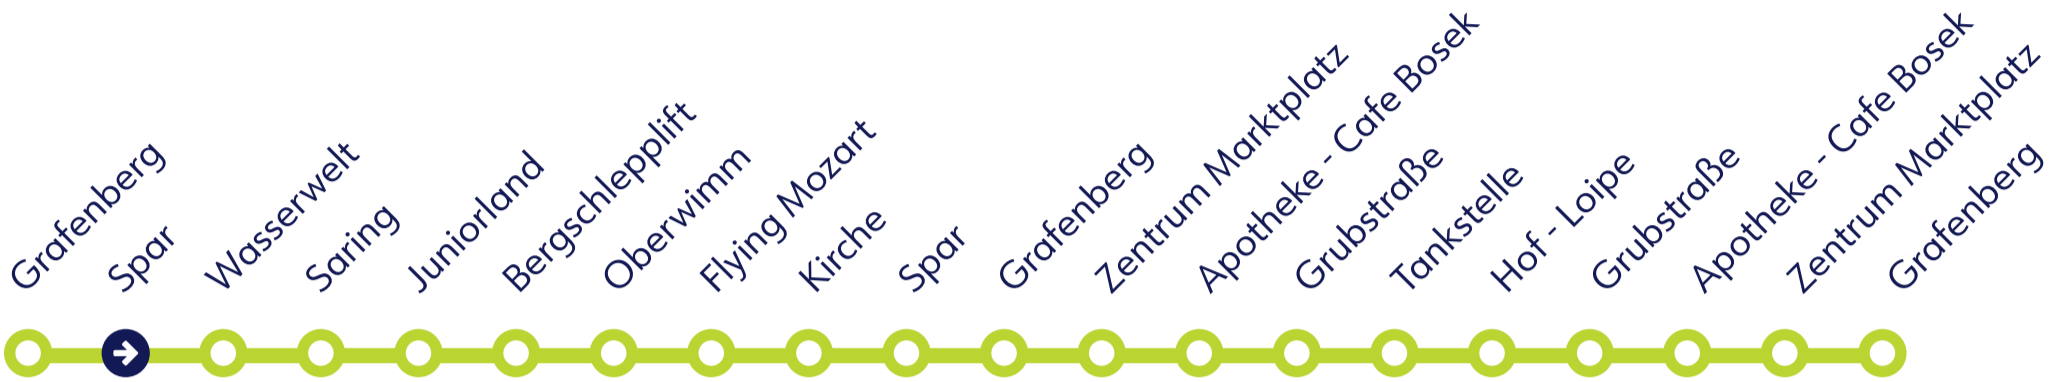 Grafenberg
Spar
Wasserwelt
Saring
Juniorland
Bergschlepplift
Oberwimm
Flying Mozart
Kirche
Spar
Grafenberg
Zentrum Marktplatz
Apotheke - Cafe Bosek
Grubstraße
Tankstelle
Hof - Loipe
Grubstraße
Apotheke - Cafe Bosek
Zentrum Marktplatz
Grafenberg